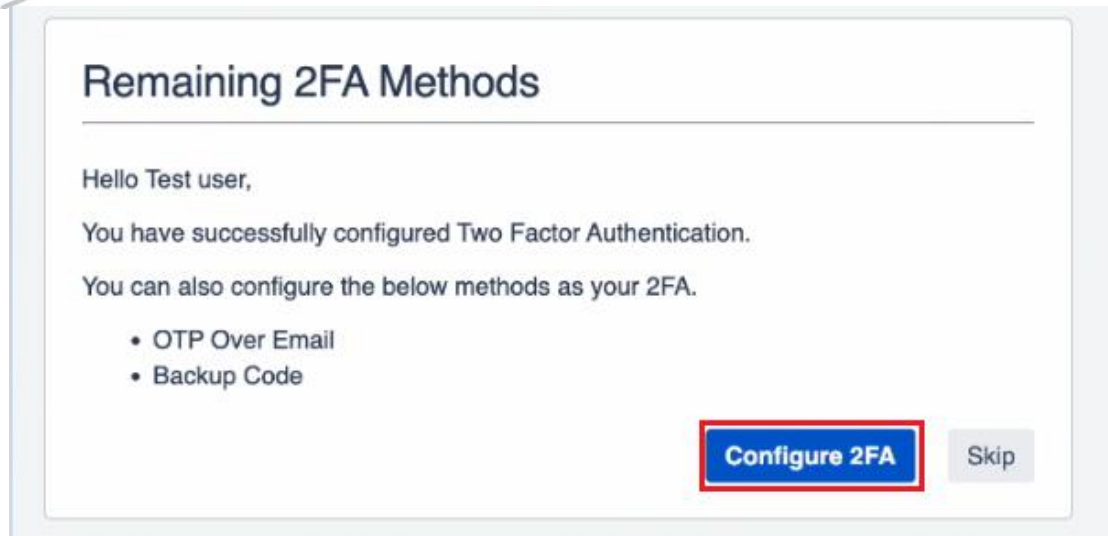 Remaining 2FA Methods
Hello Test user,
You have successfully configured Two Factor Authentication.
You can also configure the below methods as your 2FA.
• OTP Over Email
• Backup Code
Configure 2FA
Skip